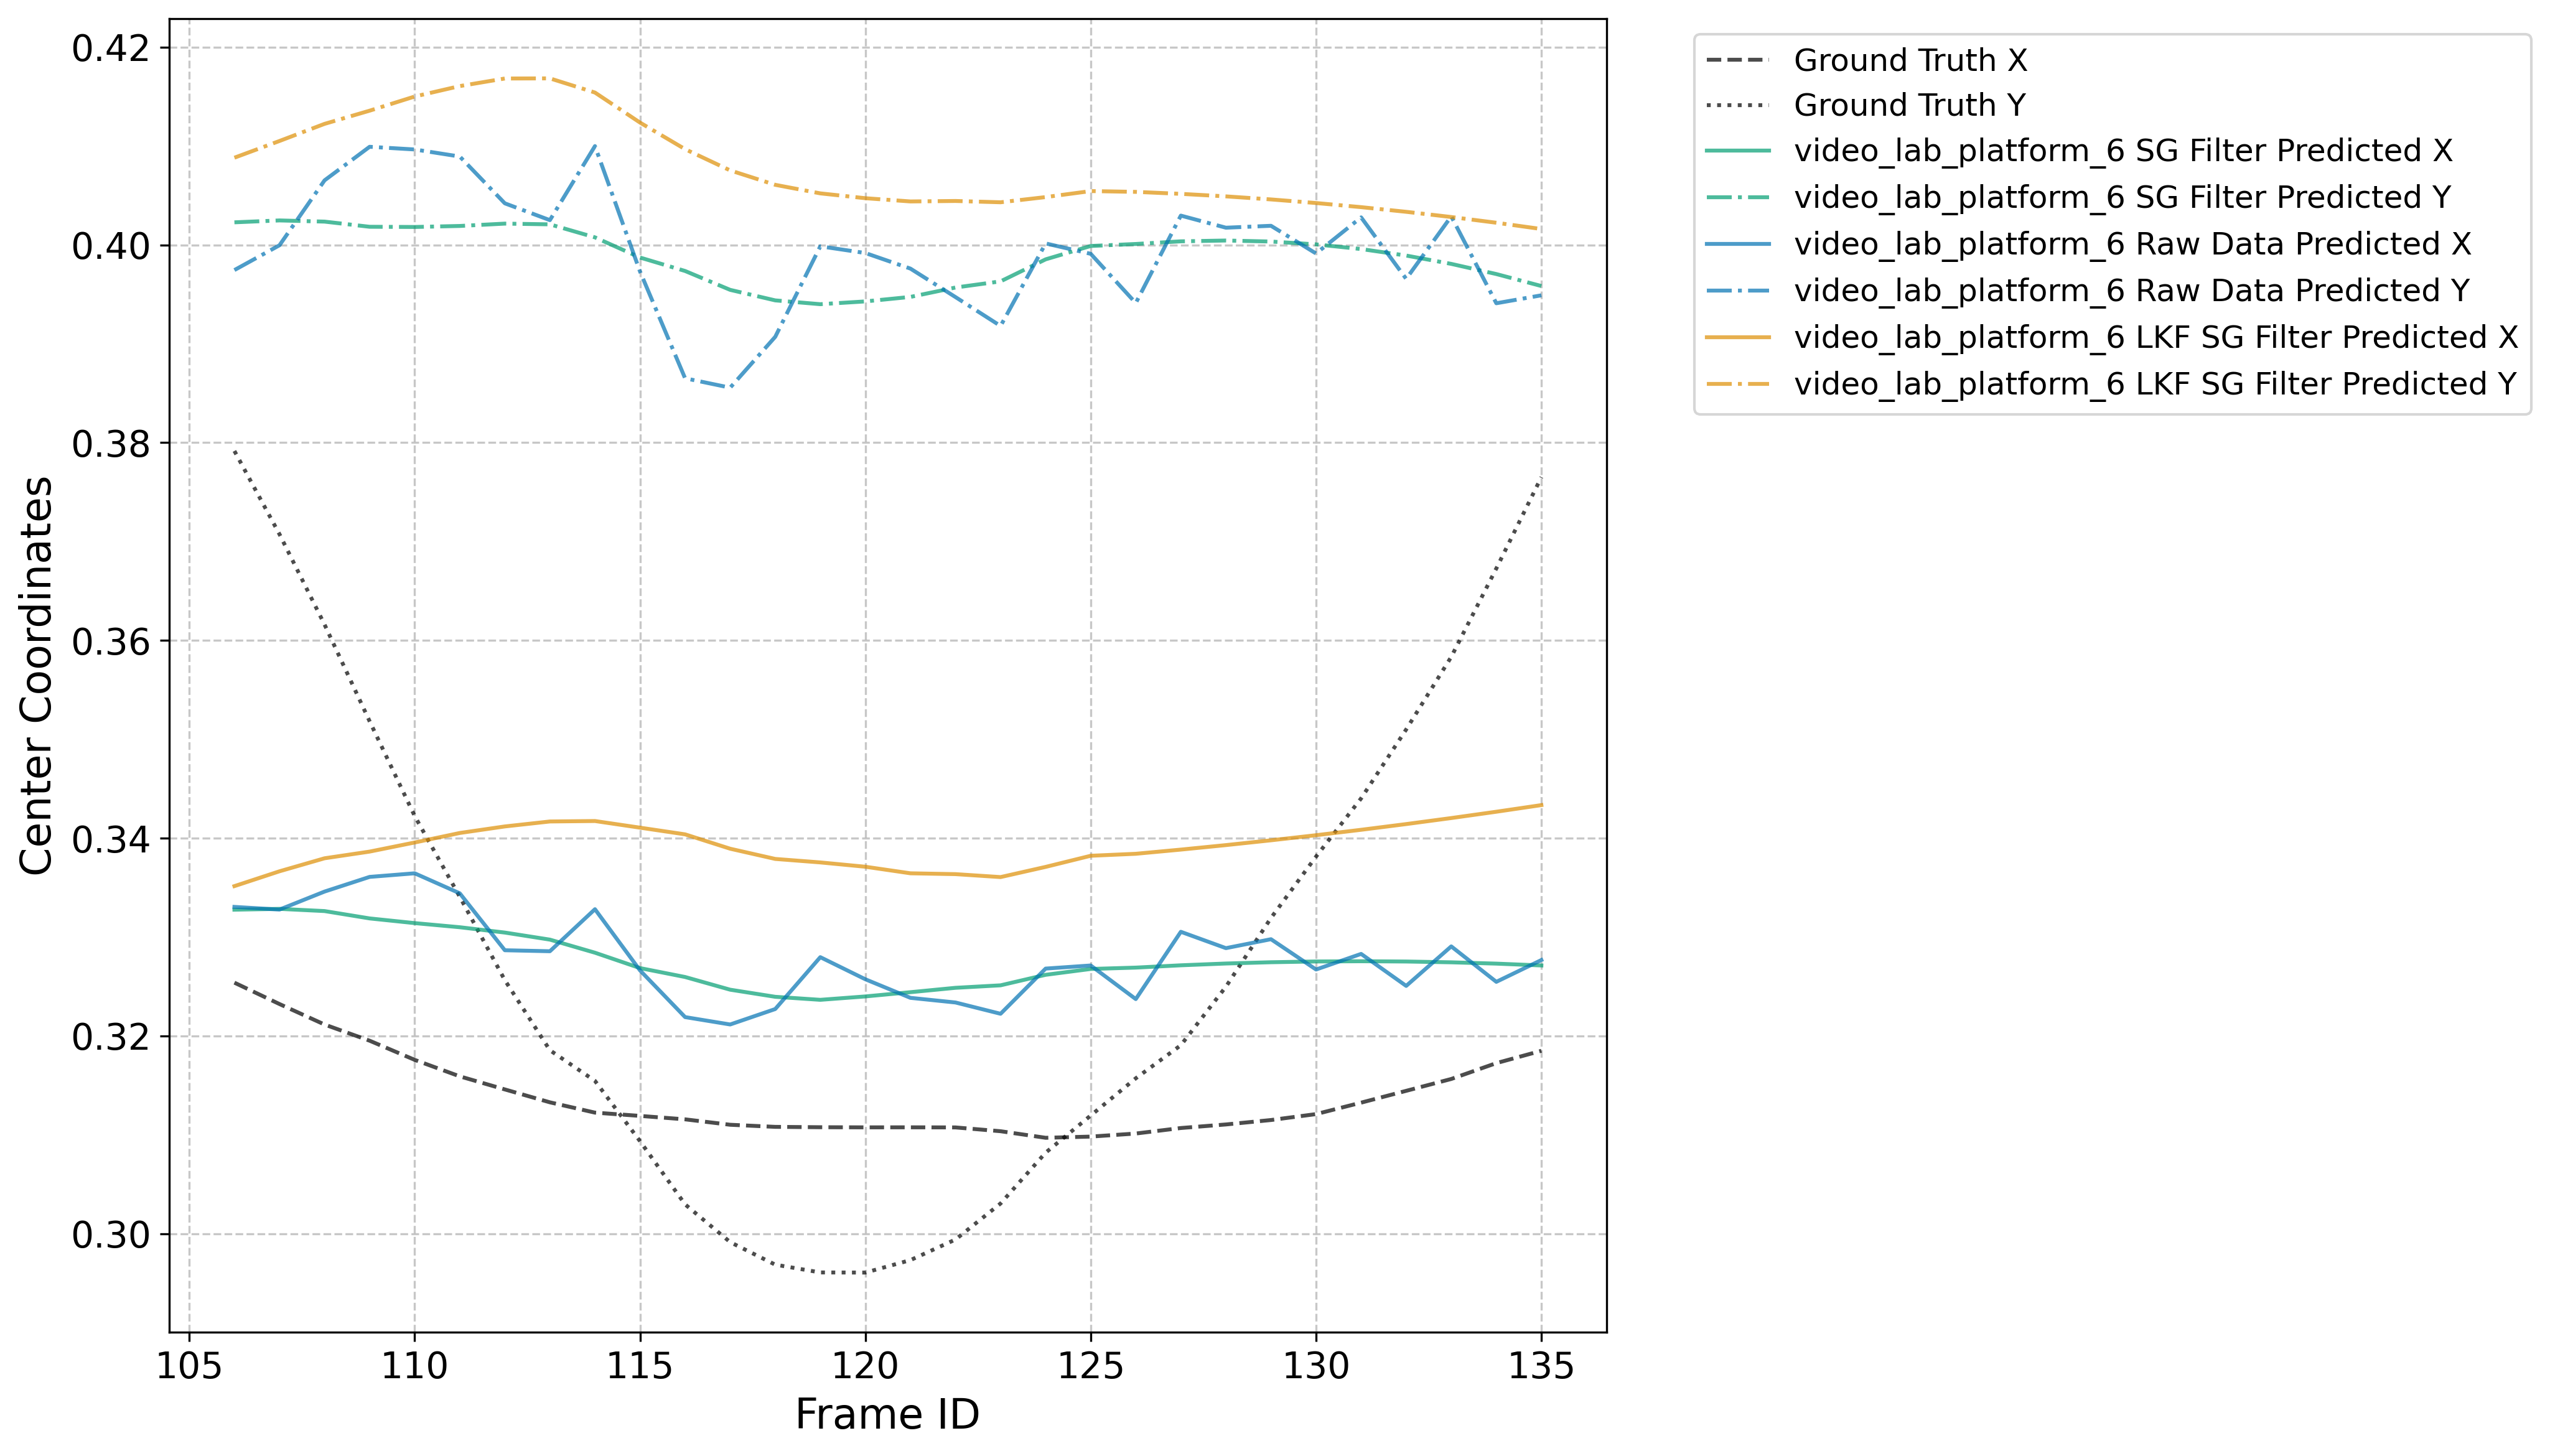 0.42
0.40
0.38
0.36
0.34
0.32
0.30
Center Coordinates
105 110 115 120 125 130 135
Frame ID
Ground Truth X
Ground Truth Y
video_lab_platform_6 SG Filter Predicted X
video_lab_platform_6 SG Filter Predicted Y
video_lab_platform_6 Raw Data Predicted X
video_lab_platform_6 Raw Data Predicted Y
video_lab_platform_6 LKF SG Filter Predicted X
video_lab_platform_6 LKF SG Filter Predicted Y